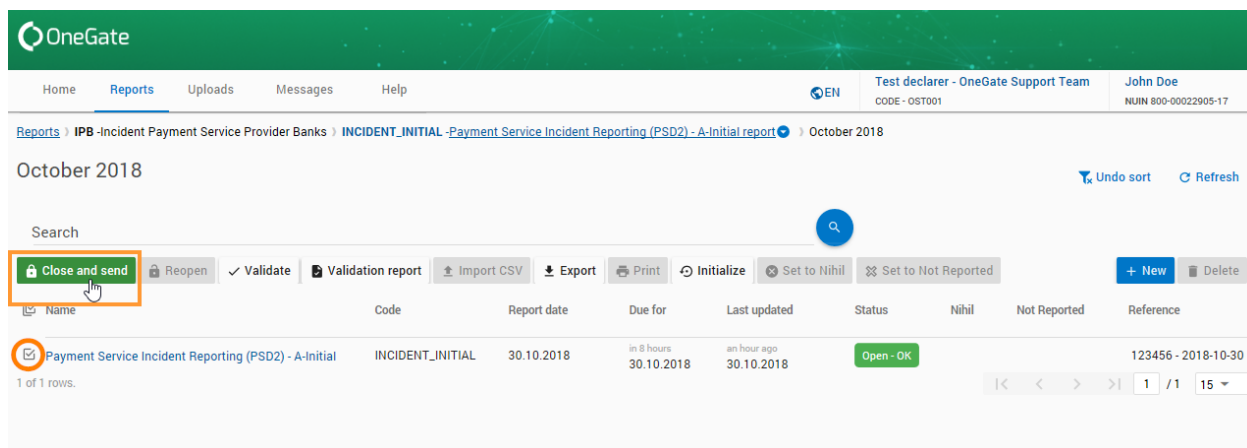 OneGate
Home Reports Uploads Messages Help EN Test declarer - OneGate Support Team John Doe
CODE - OST001 NUIN 800-00022905-17
Reports IPB -Incident Payment Service Provider Banks INCIDENT_INITIAL -Payment Service Incident Reporting (PSD2) - A-Initial report October 2018
October 2018
Undo sort Refresh
Search
Close and send Reopen Validate Validation report Import CSV Export Print Initialize Set to Nihil Set to Not Reported + New Delete
Name Code Report date Due for Last updated Status Nihil Not Reported Reference
in 8 hours an hour ago
Payment Service Incident Reporting (PSD2) - A-Initial INCIDENT_INITIAL 30.10.2018 30.10.2018 30.10.2018 Open - OK 123456 - 2018-10-30
1 of 1 rows. 1 / 1 15